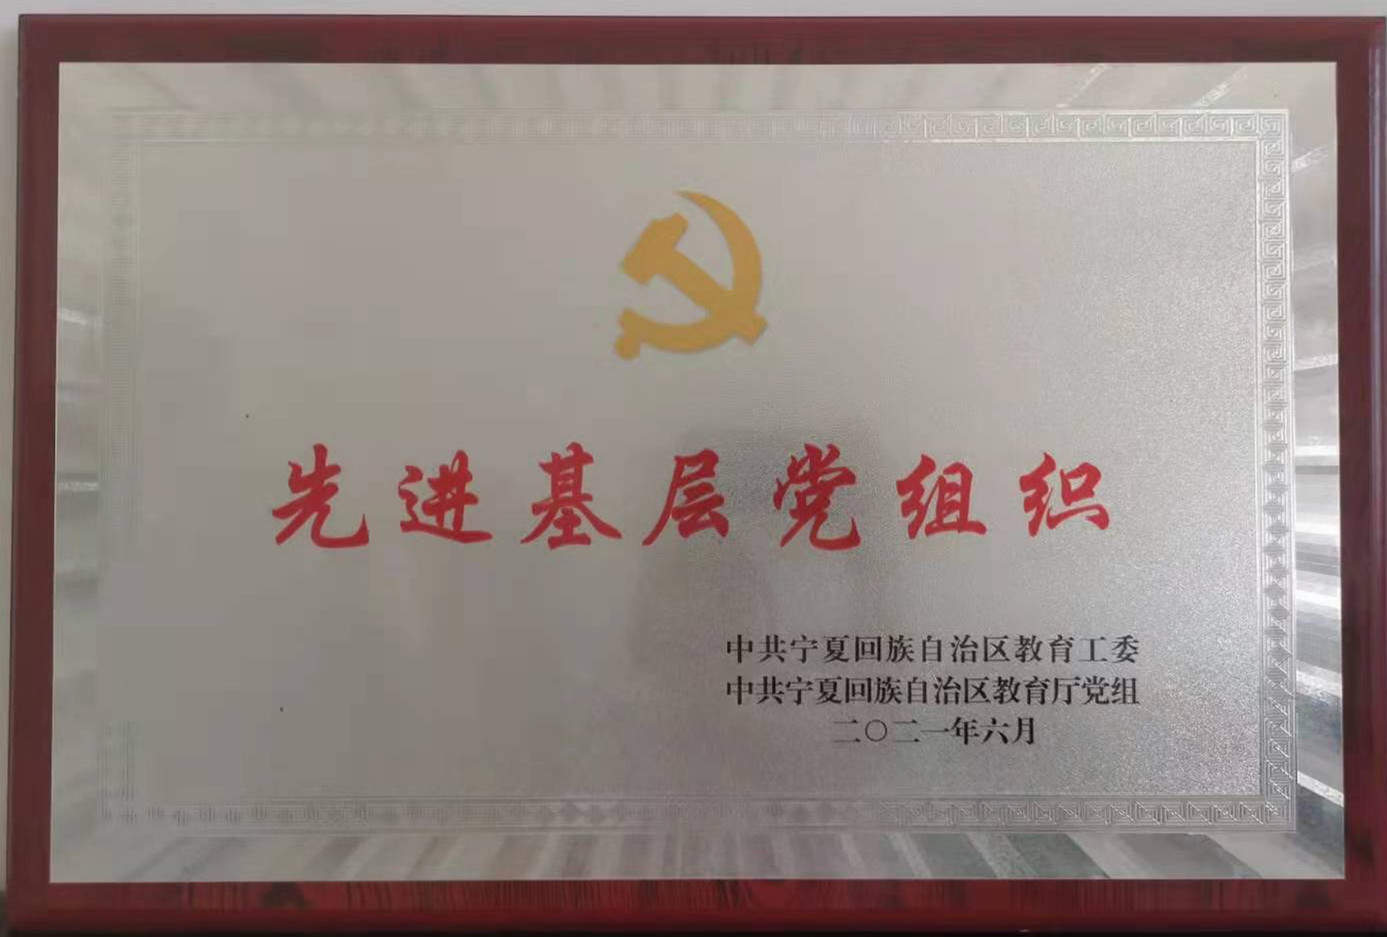 先进基层党组织
中共宁夏回族自治区教育工委
中共宁夏回族自治区教育厅党组
二〇二一年六月